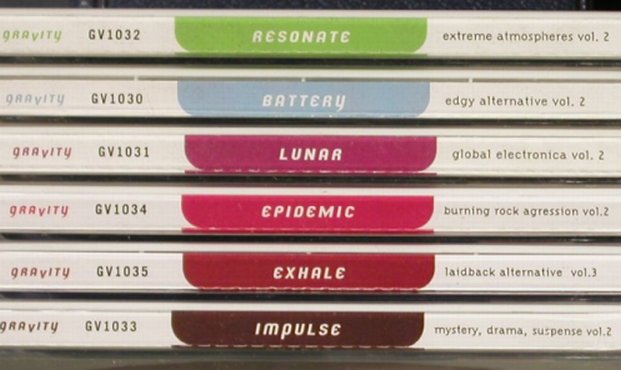 gravity GV1032 RESONATE extreme atmospheres vol. 2
gravity GV1030 BATTERY edgy alternative vol. 2
gravity GV1031 LUNAR global electronica vol. 2
gravity GV1034 EPIDEMIC burning rock agression vol.2
gravity GV1035 EXHALE laidback alternative vol.3
gravity GV1033 IMPULSE mystery, drama, suspense vol.2